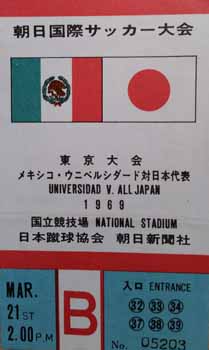 朝日国際サッカー大会
東京大会
メキシコ・ウニベルシダード対日本代表
UNIVERSIDAD V. ALL JAPAN
1969
国立競技場 NATIONAL STADIUM
日本蹴球協会 朝日新聞社
MAR.
21ST
2.00 P.M
B
入口 ENTRANCE
32 33 34
37 38 39
No. 05203